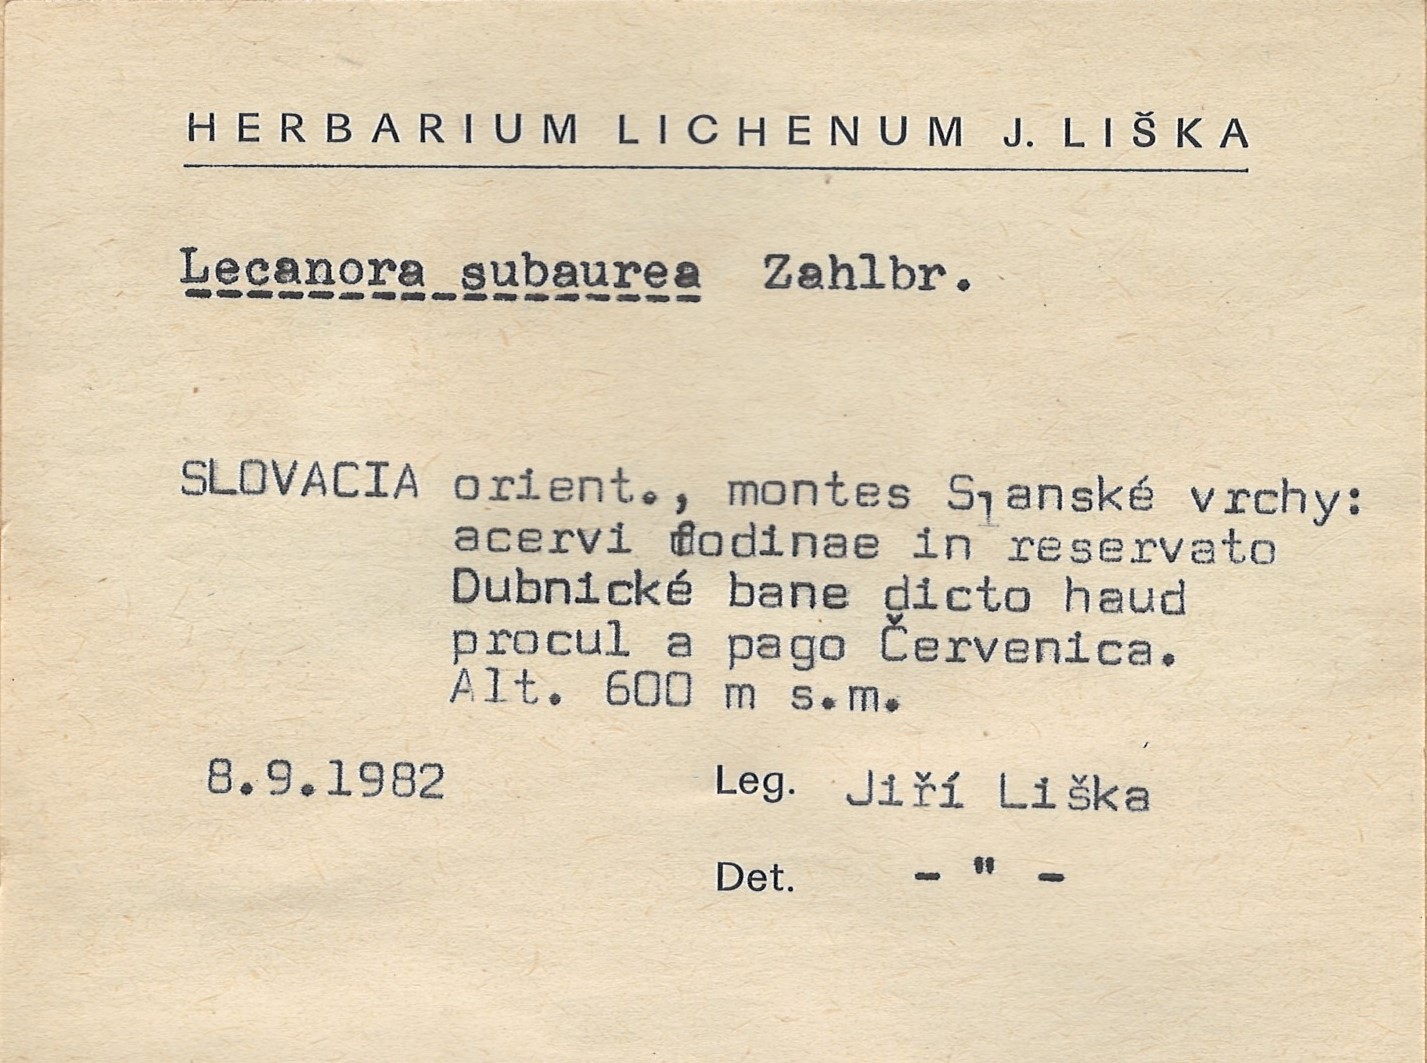 HERBARIUM LICHENUM J. LIŠKA
Lecanora subaurea Zahlbr.
SLOVACIA orient., montes Slanské vrchy:
acervi fodinae in reservato
Dubnické bane dicto haud
procul a pago Červenica.
Alt. 600 m s.m.
8.9.1982 Leg. Jiří Liška
Det. - " -